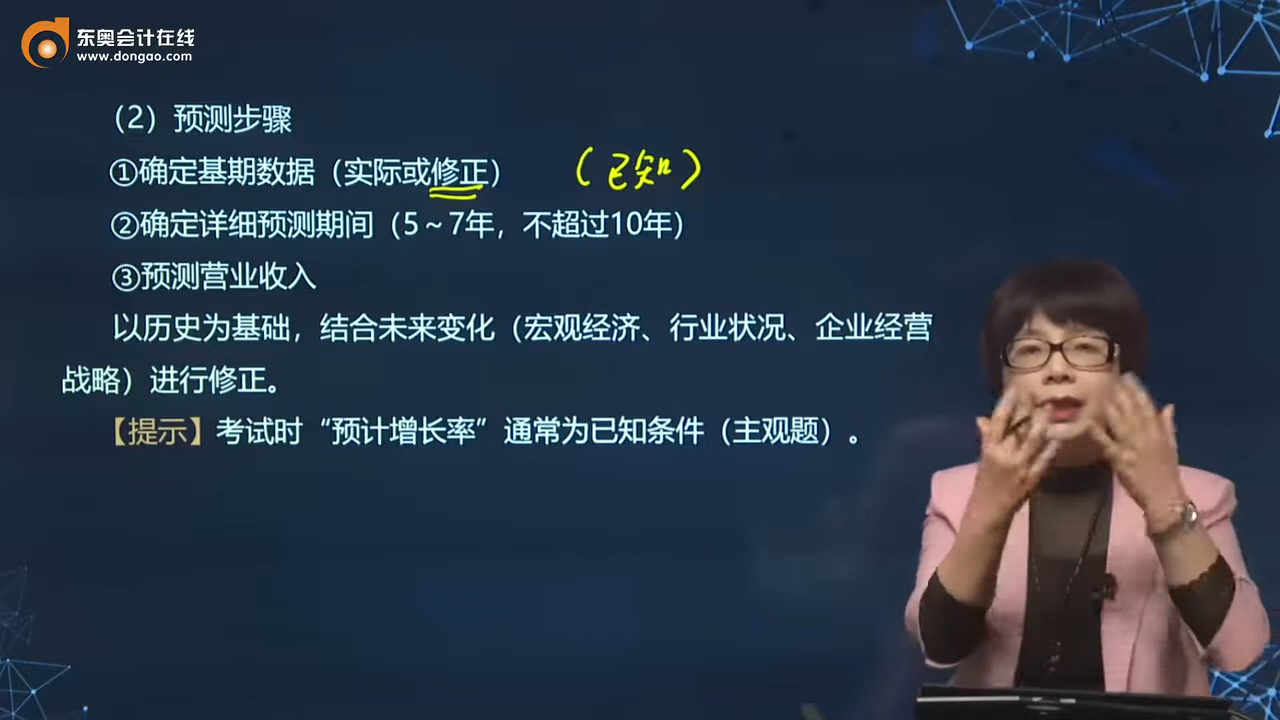 东奥会计在线
www.dongao.com
（2）预测步骤
①确定基期数据（实际或修正）（已知）
②确定详细预测期间（5～7年，不超过10年）
③预测营业收入
以历史为基础，结合未来变化（宏观经济、行业状况、企业经营
战略）进行修正。
【提示】考试时“预计增长率”通常为已知条件（主观题）。